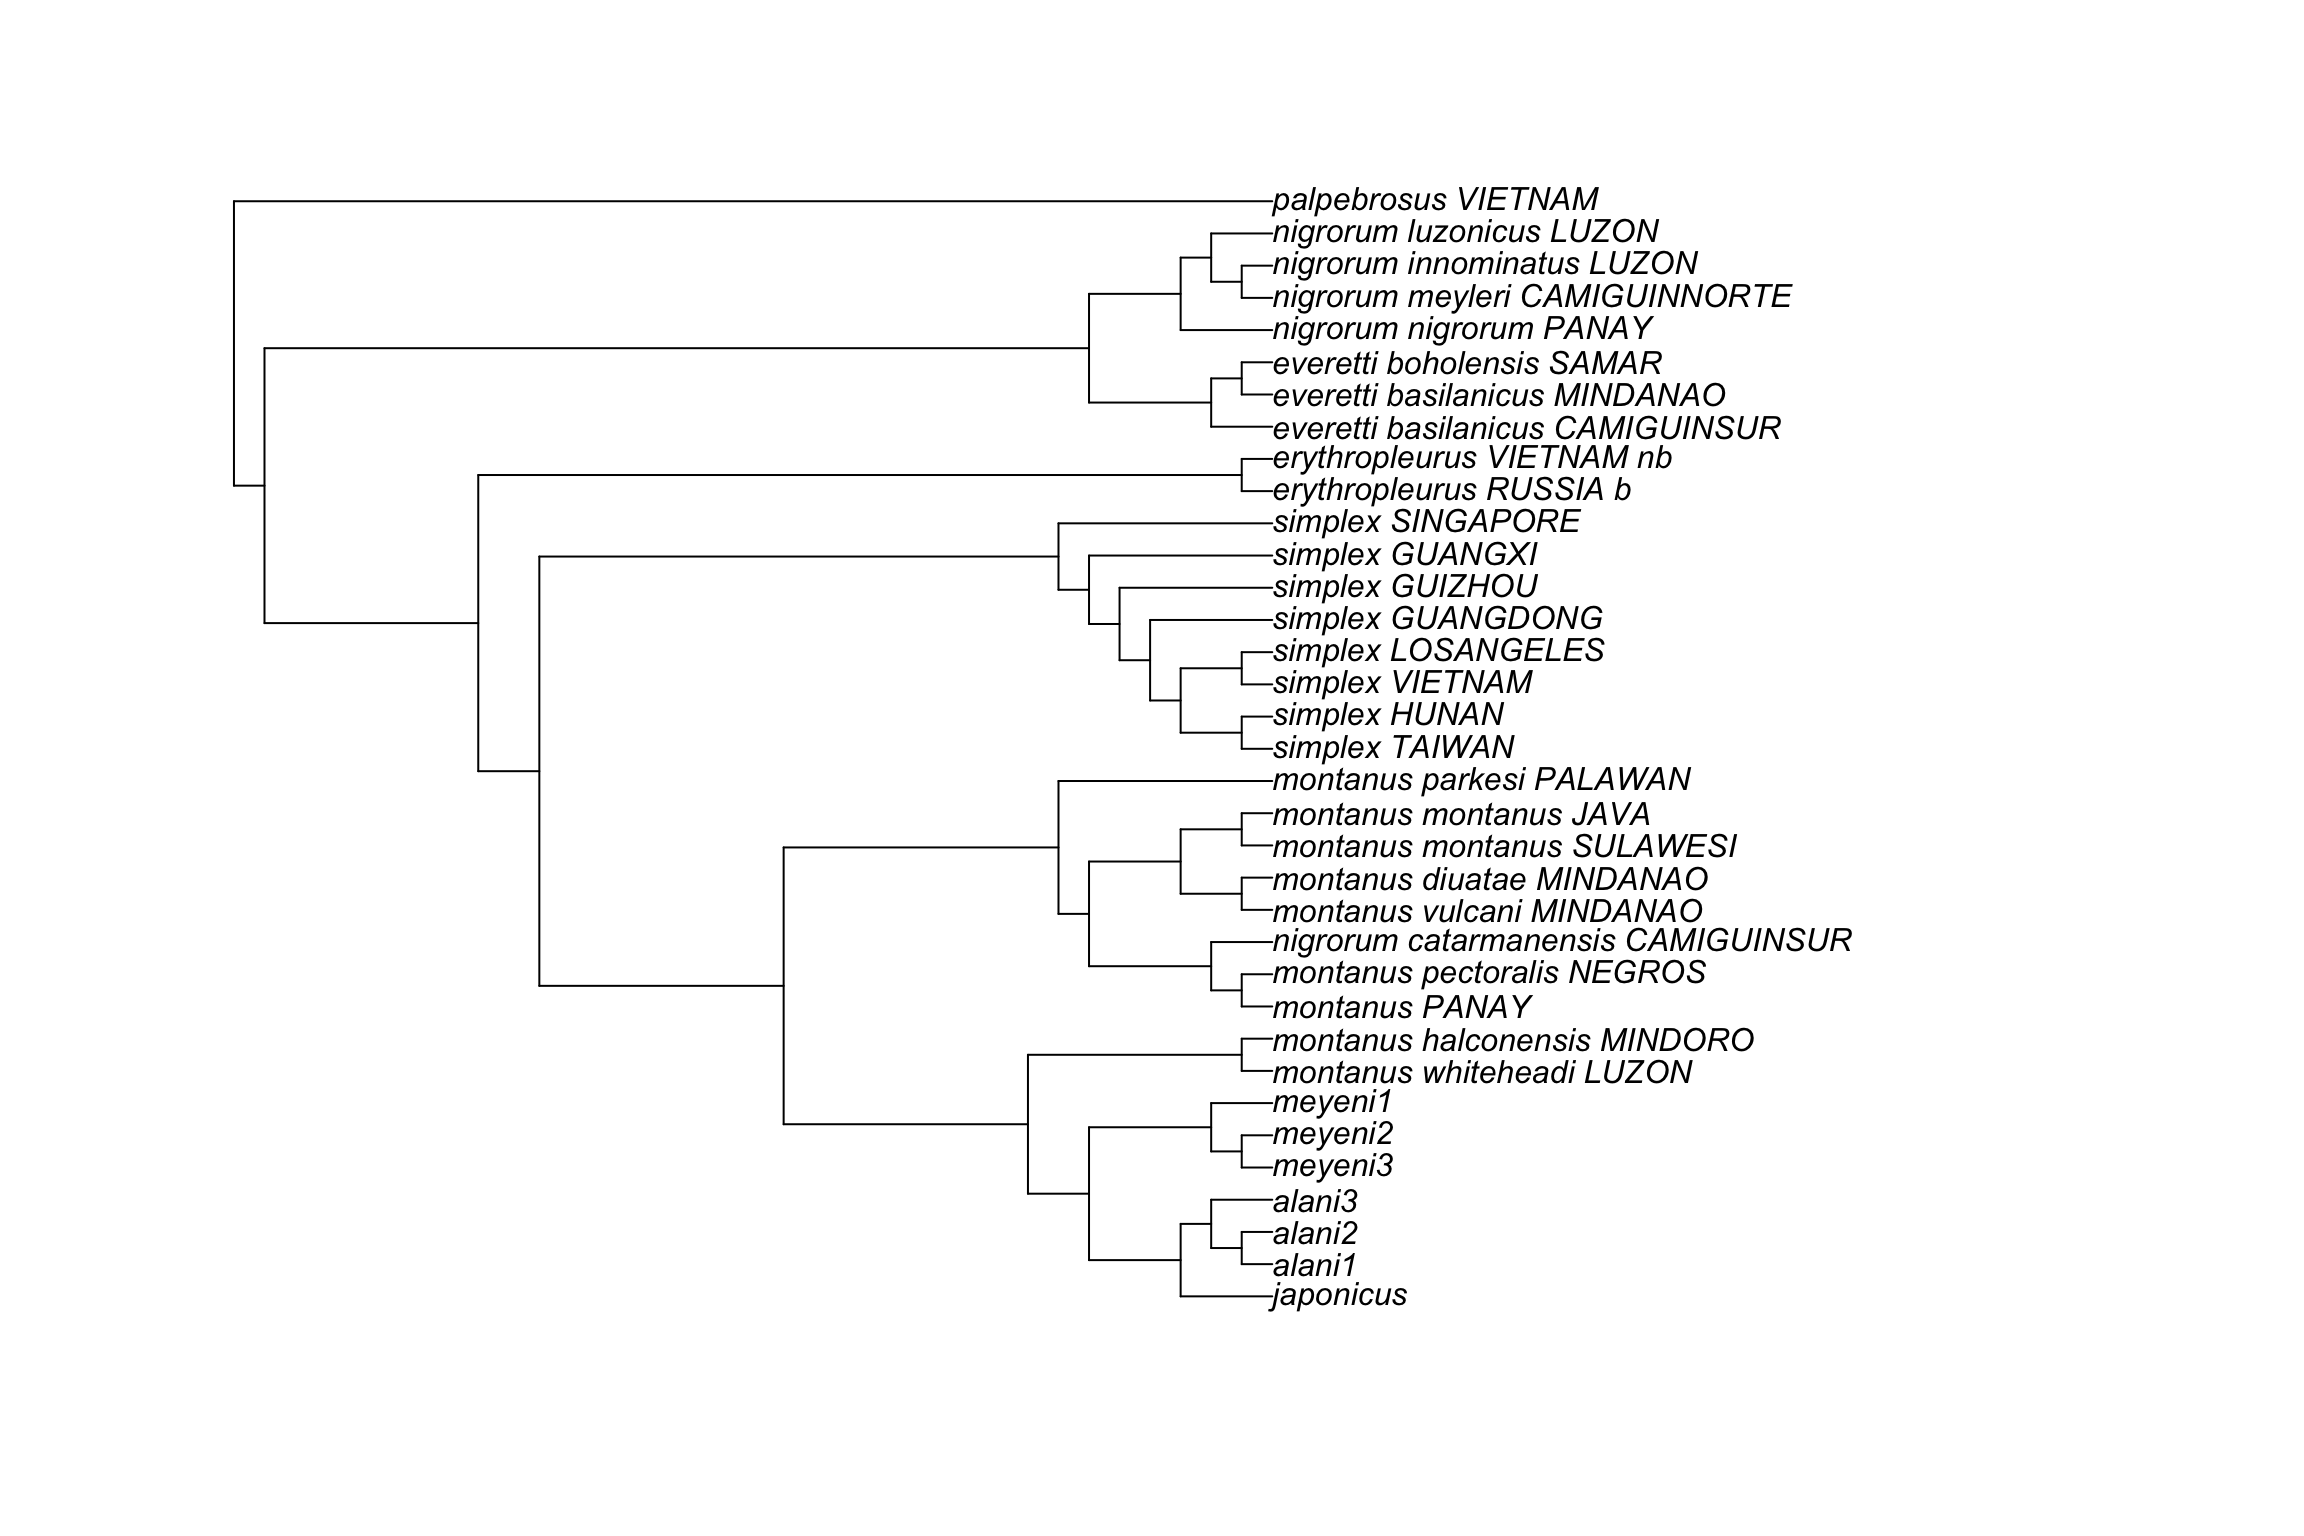 palpebrosus VIETNAM
nigrorum luzonicus LUZON
nigrorum innominatus LUZON
nigrorum meyleri CAMIGUINNORTE
nigrorum nigrorum PANAY
everetti boholensis SAMAR
everetti basilanicus MINDANAO
everetti basilanicus CAMIGUINSUR
erythropleurus VIETNAM nb
erythropleurus RUSSIA b
simplex SINGAPORE
simplex GUANGXI
simplex GUIZHOU
simplex GUANGDONG
simplex LOSANGELES
simplex VIETNAM
simplex HUNAN
simplex TAIWAN
montanus parkesi PALAWAN
montanus montanus JAVA
montanus montanus SULAWESI
montanus diuatae MINDANAO
montanus vulcani MINDANAO
nigrorum catarmanensis CAMIGUINSUR
montanus pectoralis NEGROS
montanus PANAY
montanus halconensis MINDORO
montanus whiteheadi LUZON
meyeni1
meyeni2
meyeni3
alani3
alani2
alani1
japonicus